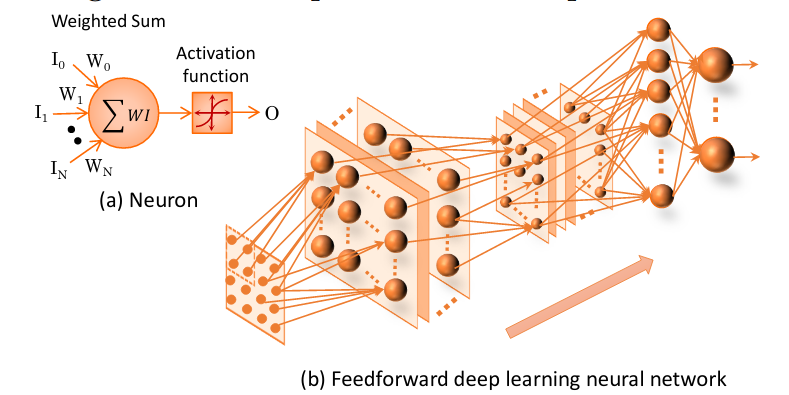 Weighted Sum
Activation
function
I0
W0
W1
I1
∑ WI
O
IN
WN
(a) Neuron
(b) Feedforward deep learning neural network